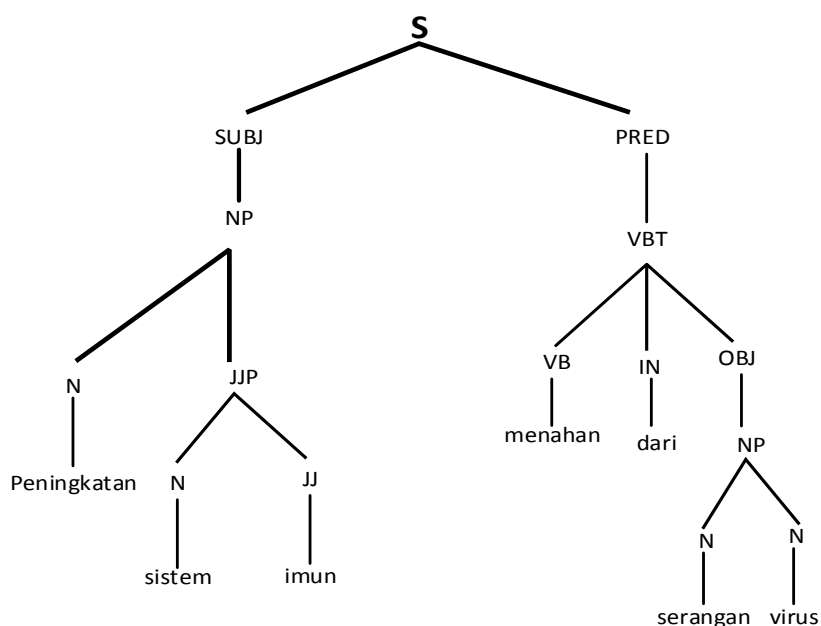 S
SUBJ PRED
NP
VBT
N JJP VB IN OBJ
menahan dari NP
Peningkatan N JJ
N N
sistem imun
serangan virus